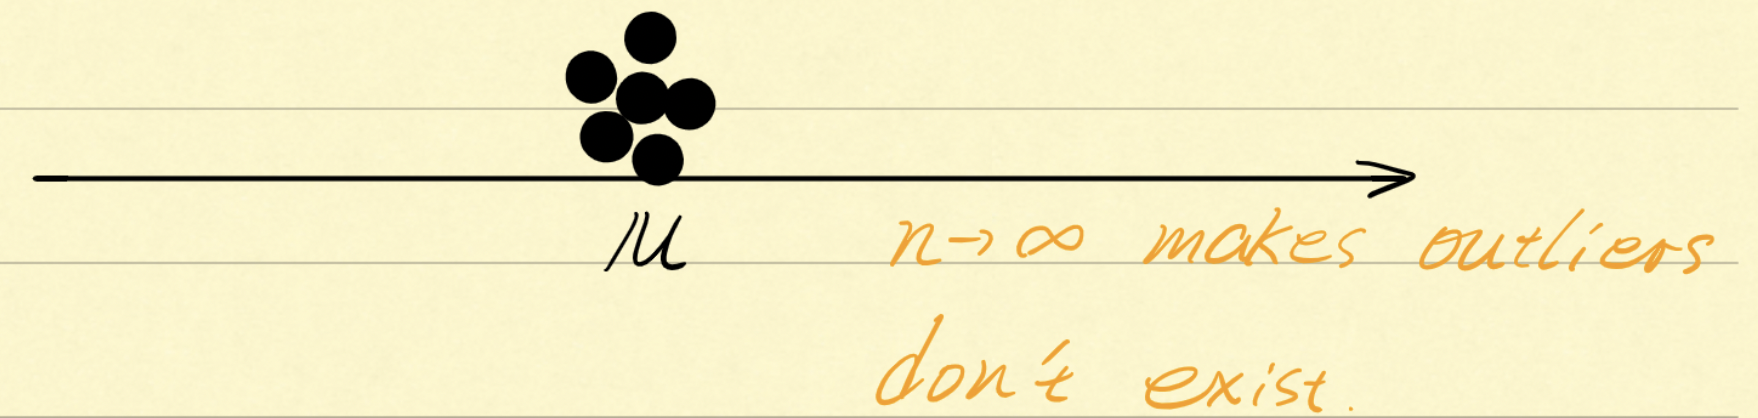 μ
n→∞ makes outliers
don't exist.